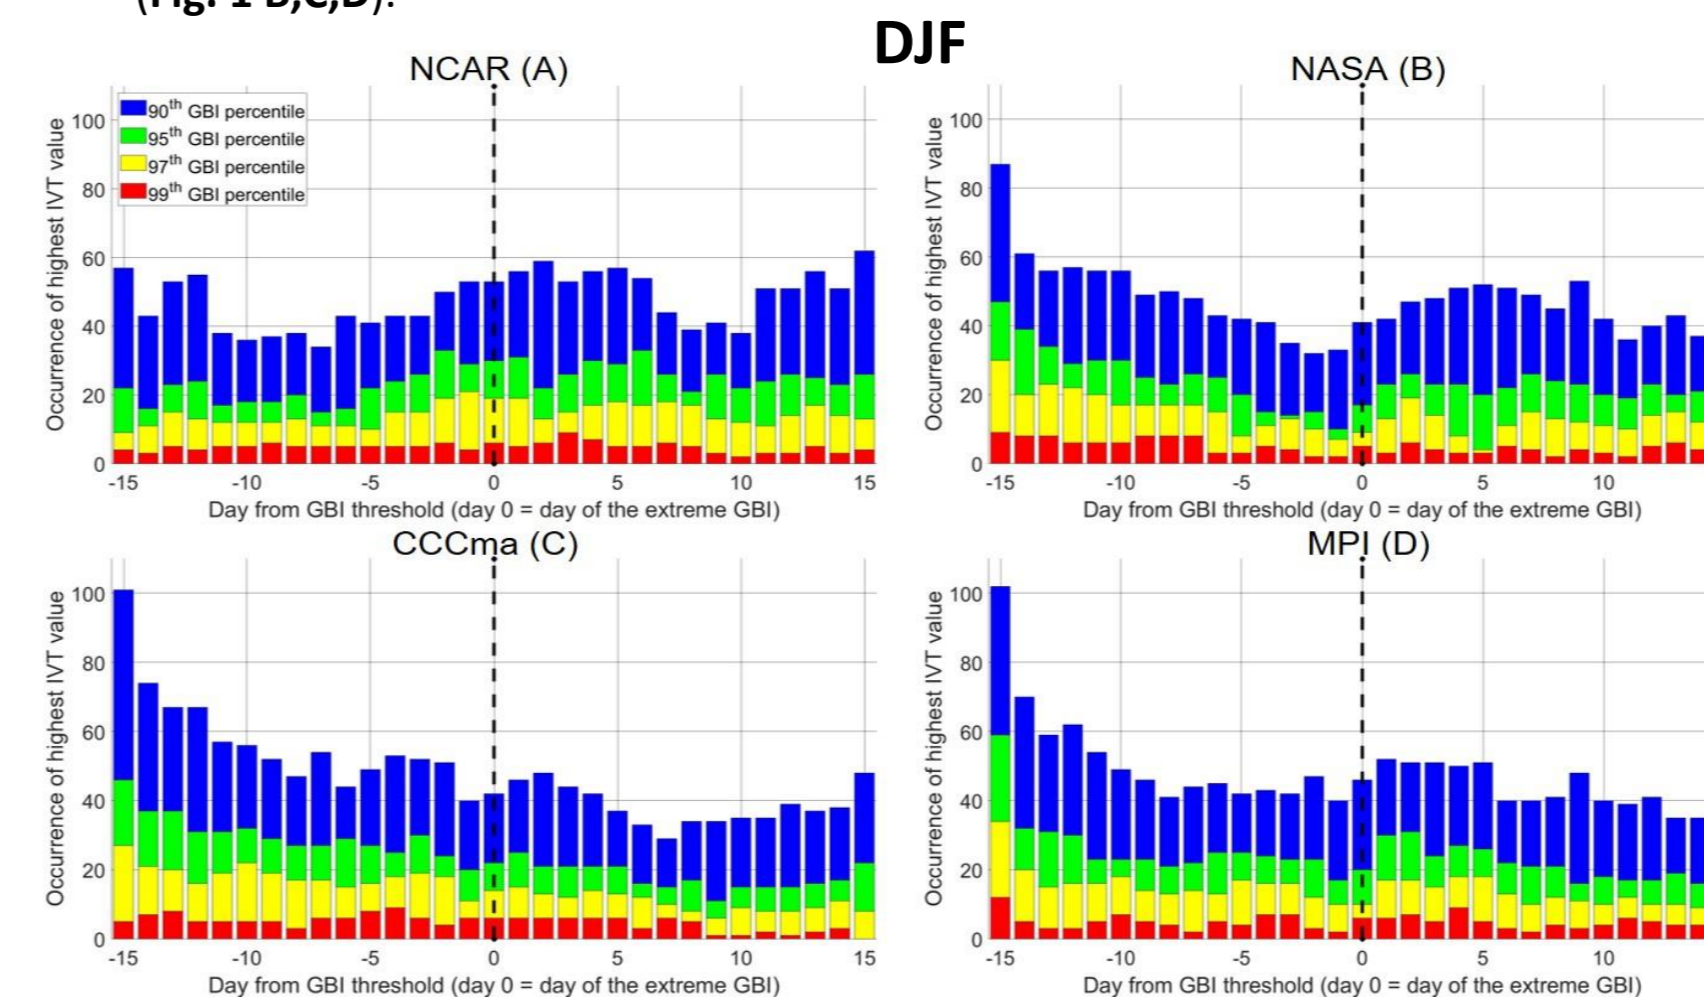 (Fig. 1 B,C,D).
DJF
NCAR (A)
90th GBI percentile
95th GBI percentile
97th GBI percentile
99th GBI percentile
Occurrence of highest IVT value
100
80
60
40
20
0
-15 -10 -5 0 5 10 15
Day from GBI threshold (day 0 = day of the extreme GBI)
NASA (B)
Occurrence of highest IVT value
100
80
60
40
20
0
-15 -10 -5 0 5 10
Day from GBI threshold (day 0 = day of the extreme GBI)
CCCma (C)
Occurrence of highest IVT value
100
80
60
40
20
0
-15 -10 -5 0 5 10 15
Day from GBI threshold (day 0 = day of the extreme GBI)
MPI (D)
Occurrence of highest IVT value
100
80
60
40
20
0
-15 -10 -5 0 5 10
Day from GBI threshold (day 0 = day of the extreme GBI)